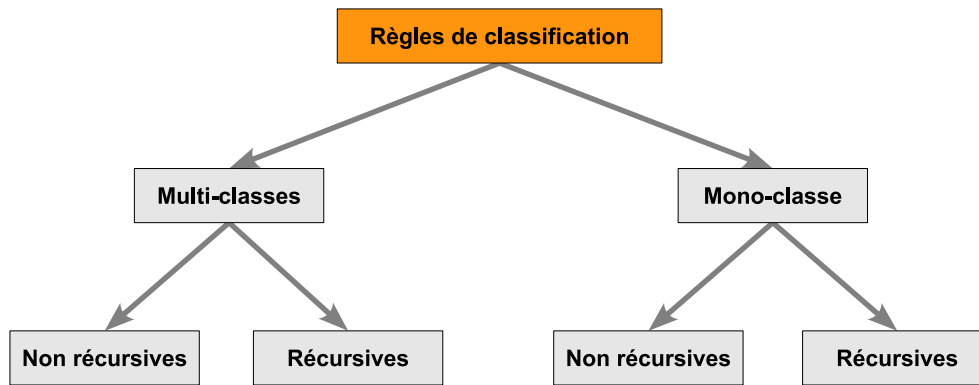 Règles de classification
Multi-classes
Mono-classe
Non récursives
Récursives
Non récursives
Récursives